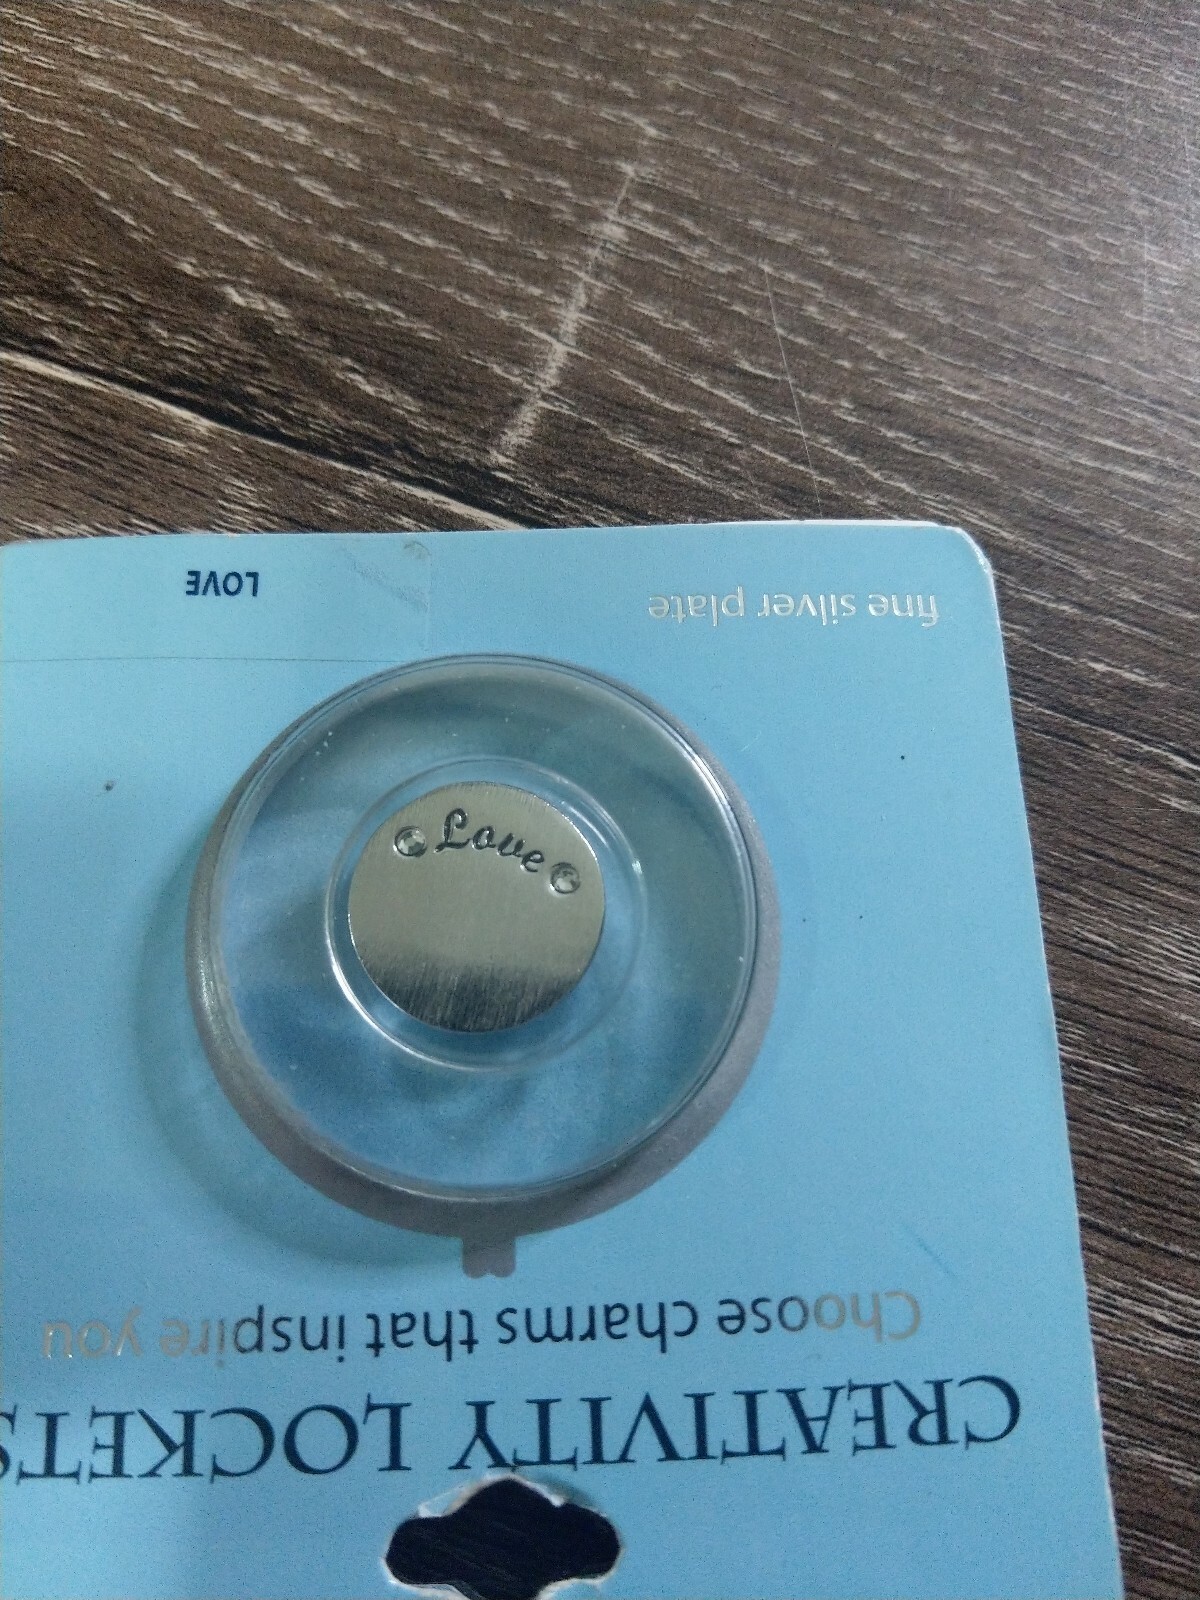 CREATIVITY LOCKETS
Choose charms that inspire you
Love
fine silver plate
LOVE